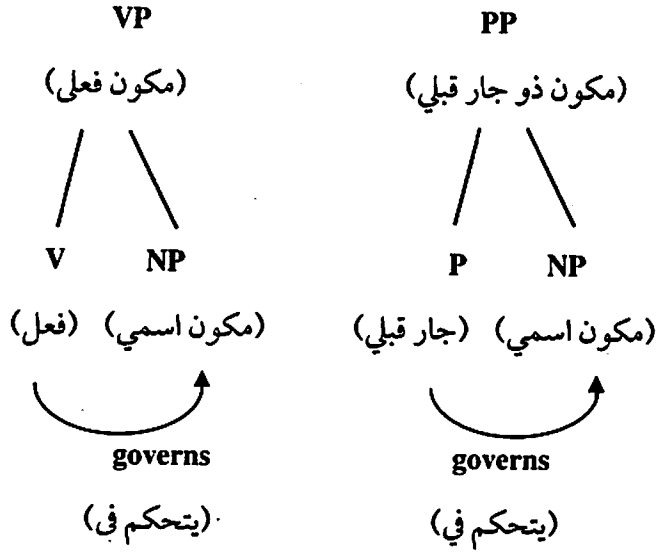 VP PP
(مكون فعلى) (مكون ذو جار قبلي)
V NP P NP
(فعل) (مكون اسمي) (جار قبلي) (مكون اسمي)
governs governs
(يتحكم في) (يتحكم في)